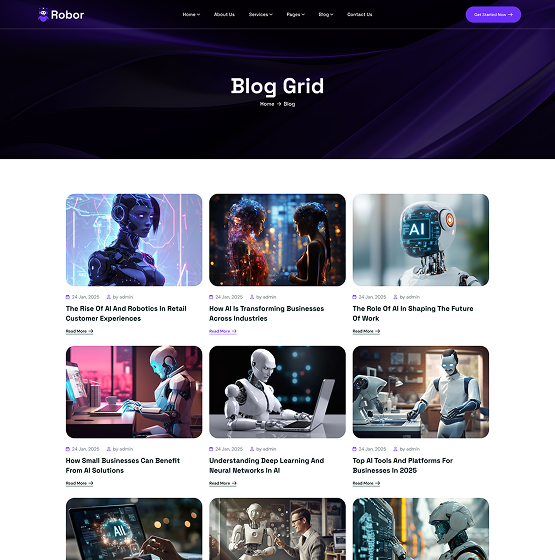 Robor
Home
About Us
Services
Pages
Blog
Contact Us
Get Started Now →
Blog Grid
Home → Blog
AI
24 Jan, 2025 by admin
The Rise Of AI And Robotics In Retail
Customer Experiences
Read More →
24 Jan, 2025 by admin
How AI Is Transforming Businesses
Across Industries
Read More →
24 Jan, 2025 by admin
The Role Of AI In Shaping The Future
Of Work
Read More →
24 Jan, 2025 by admin
How Small Businesses Can Benefit
From AI Solutions
Read More →
24 Jan, 2025 by admin
Understanding Deep Learning And
Neural Networks In AI
Read More →
24 Jan, 2025 by admin
Top AI Tools And Platforms For
Businesses In 2025
Read More →
AI